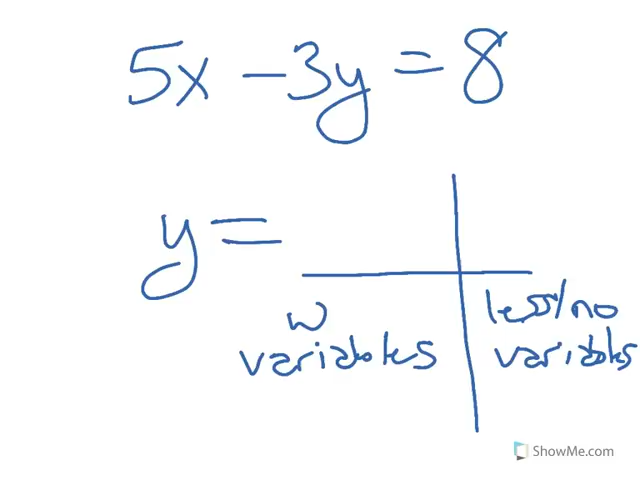 5x - 3y = 8
y =
w less/no
variables variables
ShowMe.com